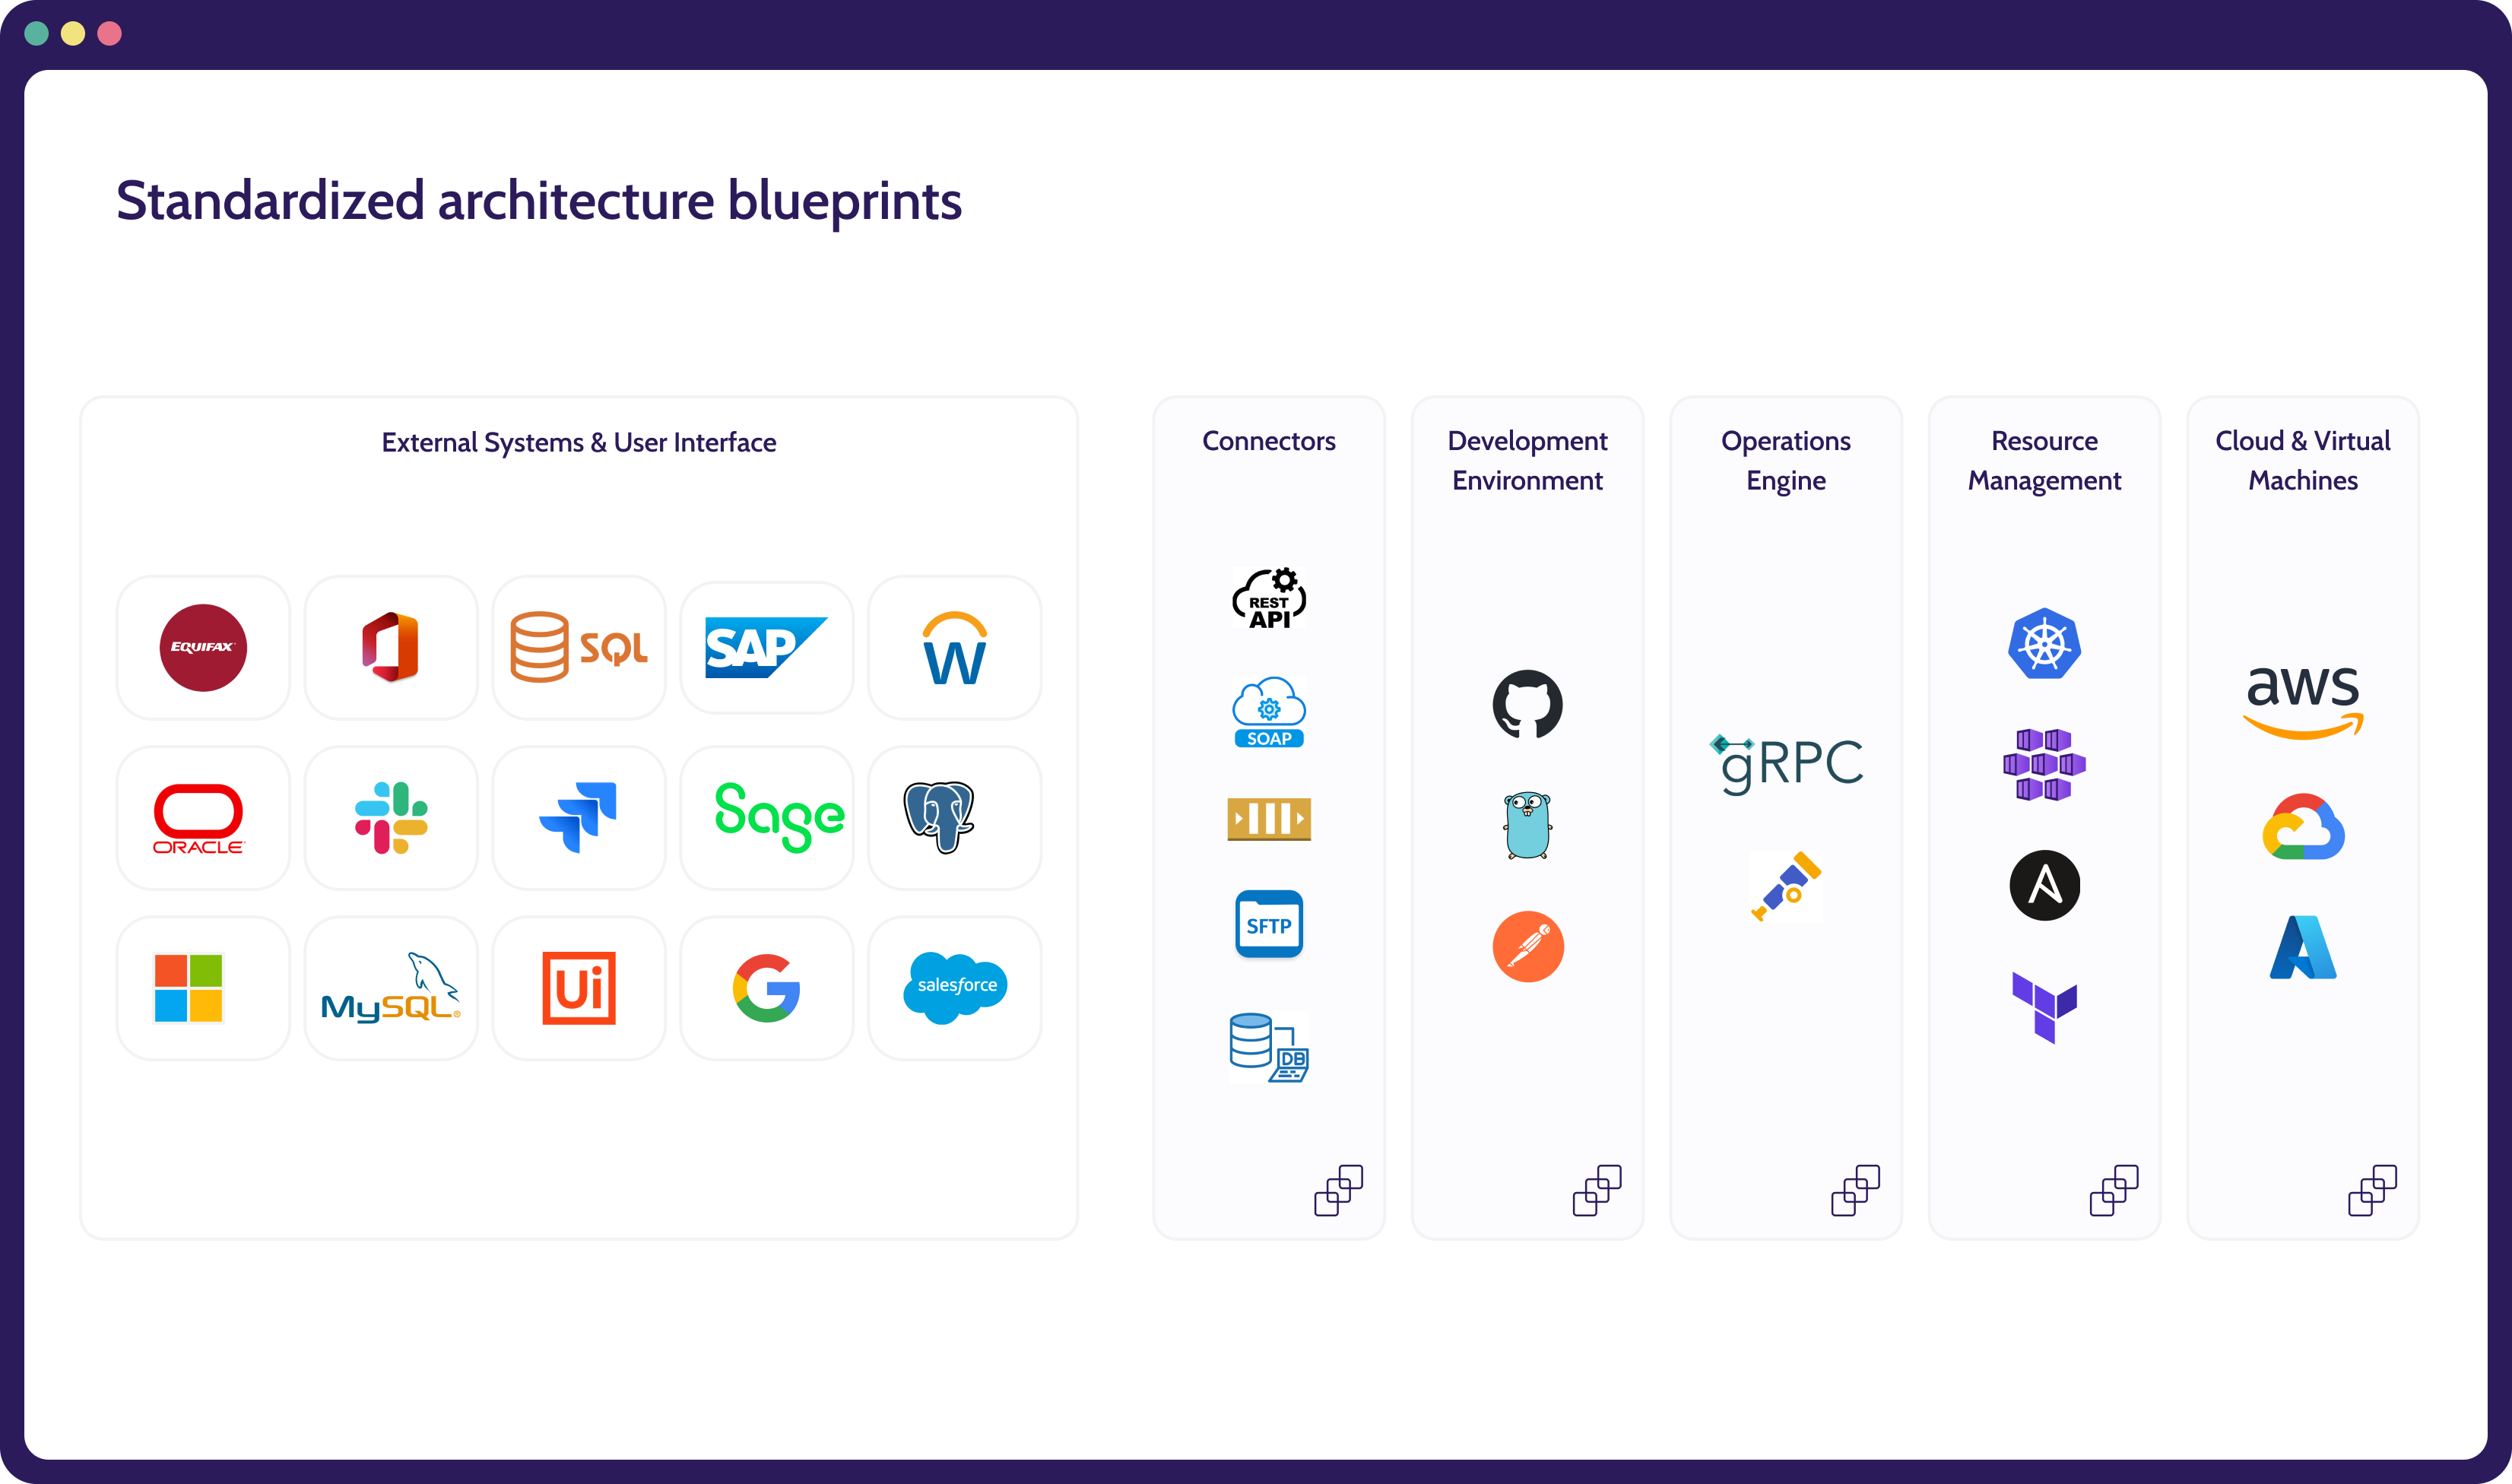 Standardized architecture blueprints
External Systems & User Interface
EQUIFAX
SQL
SAP
W
ORACLE
Sage
MySQL®
Ui
G
salesforce
Connectors
REST
API
SOAP
SFTP
DB
Development
Environment
Operations
Engine
gRPC
Resource
Management
A
Cloud & Virtual
Machines
aws